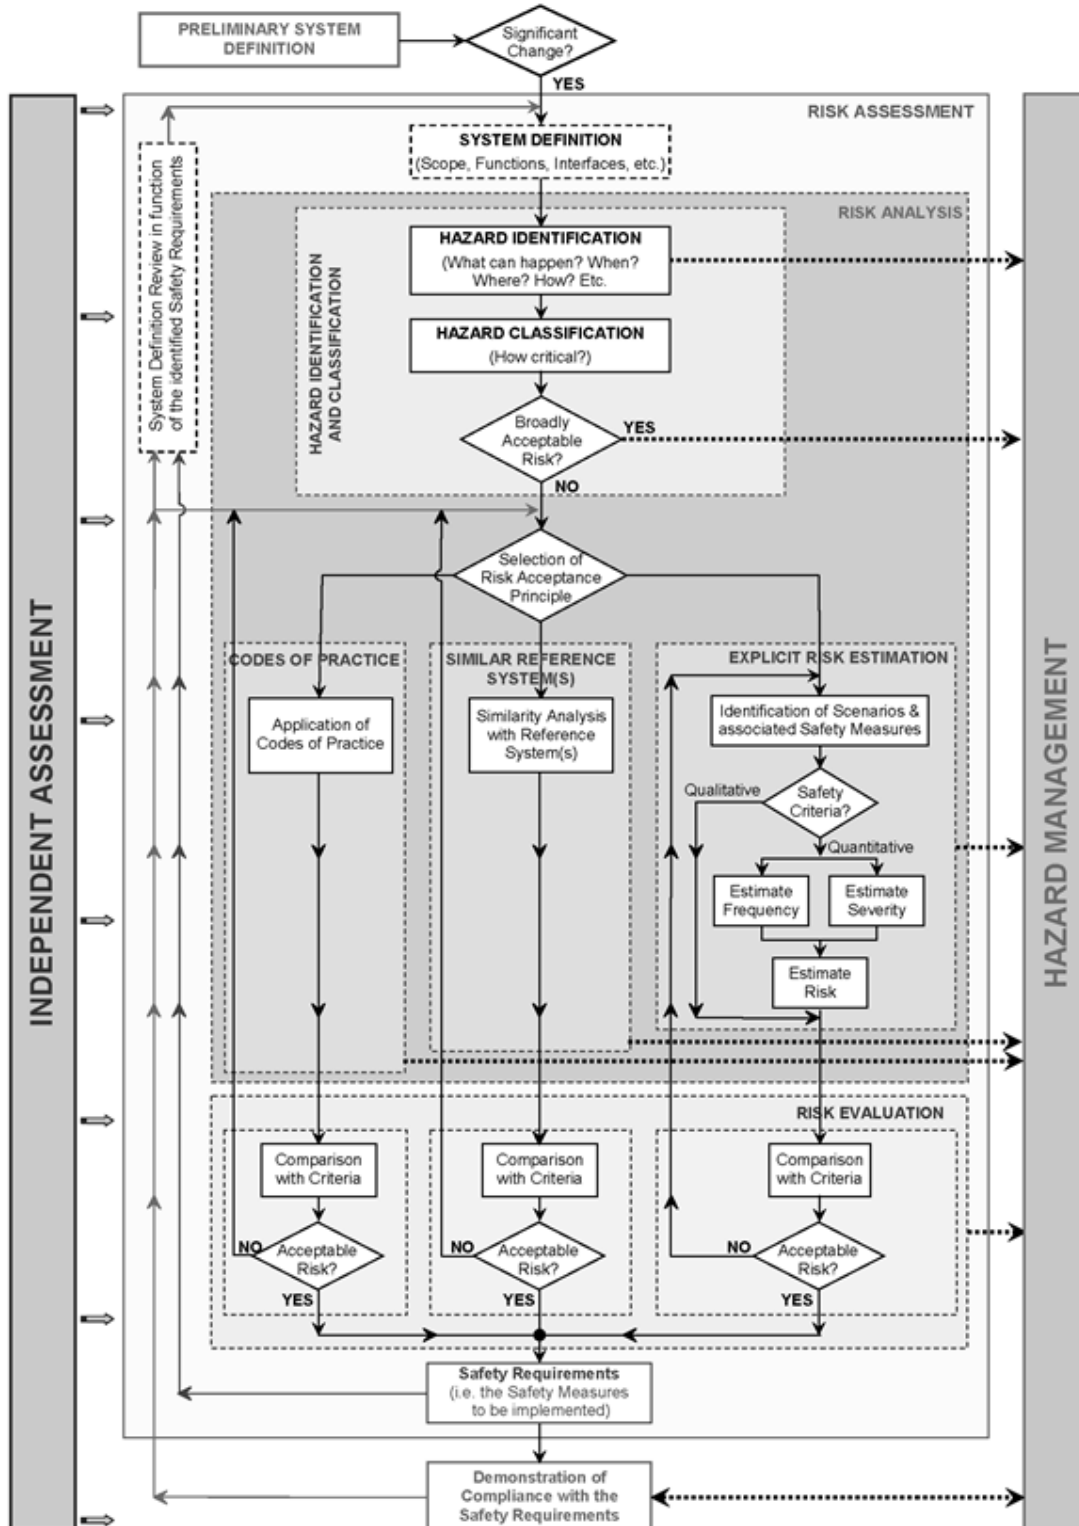 PRELIMINARY SYSTEM
DEFINITION
Significant
Change?
YES
RISK ASSESSMENT
SYSTEM DEFINITION
(Scope, Functions, Interfaces, etc.)
System Definition Review in function
of the identified Safety Requirements
RISK ANALYSIS
HAZARD IDENTIFICATION
AND CLASSIFICATION
HAZARD IDENTIFICATION
(What can happen? When?
Where? How? Etc.
HAZARD CLASSIFICATION
(How critical?)
Broadly
Acceptable
Risk?
YES
NO
Selection of
Risk Acceptance
Principle
INDEPENDENT ASSESSMENT
HAZARD MANAGEMENT
CODES OF PRACTICE
Application of
Codes of Practice
SIMILAR REFERENCE
SYSTEM(S)
Similarity Analysis
with Reference
System(s)
EXPLICIT RISK ESTIMATION
Identification of Scenarios &
associated Safety Measures
Qualitative
Safety
Criteria?
Quantitative
Estimate
Frequency
Estimate
Severity
Estimate
Risk
RISK EVALUATION
Comparison
with Criteria
Comparison
with Criteria
Comparison
with Criteria
NO
Acceptable
Risk?
YES
NO
Acceptable
Risk?
YES
NO
Acceptable
Risk?
YES
Safety Requirements
(i.e. the Safety Measures
to be implemented)
Demonstration of
Compliance with the
Safety Requirements